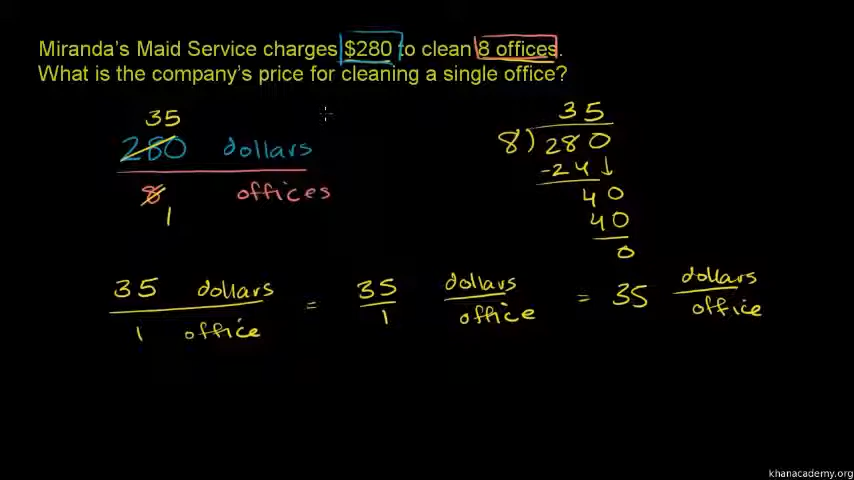 Miranda's Maid Service charges $280 to clean 8 offices.
What is the company's price for cleaning a single office?
35
280 dollars
8 offices
1
35
8)280
-24↓
40
40
0
35 dollars
1 office
=
35 dollars
1 office
= 35 dollars
office
khanacademy.org